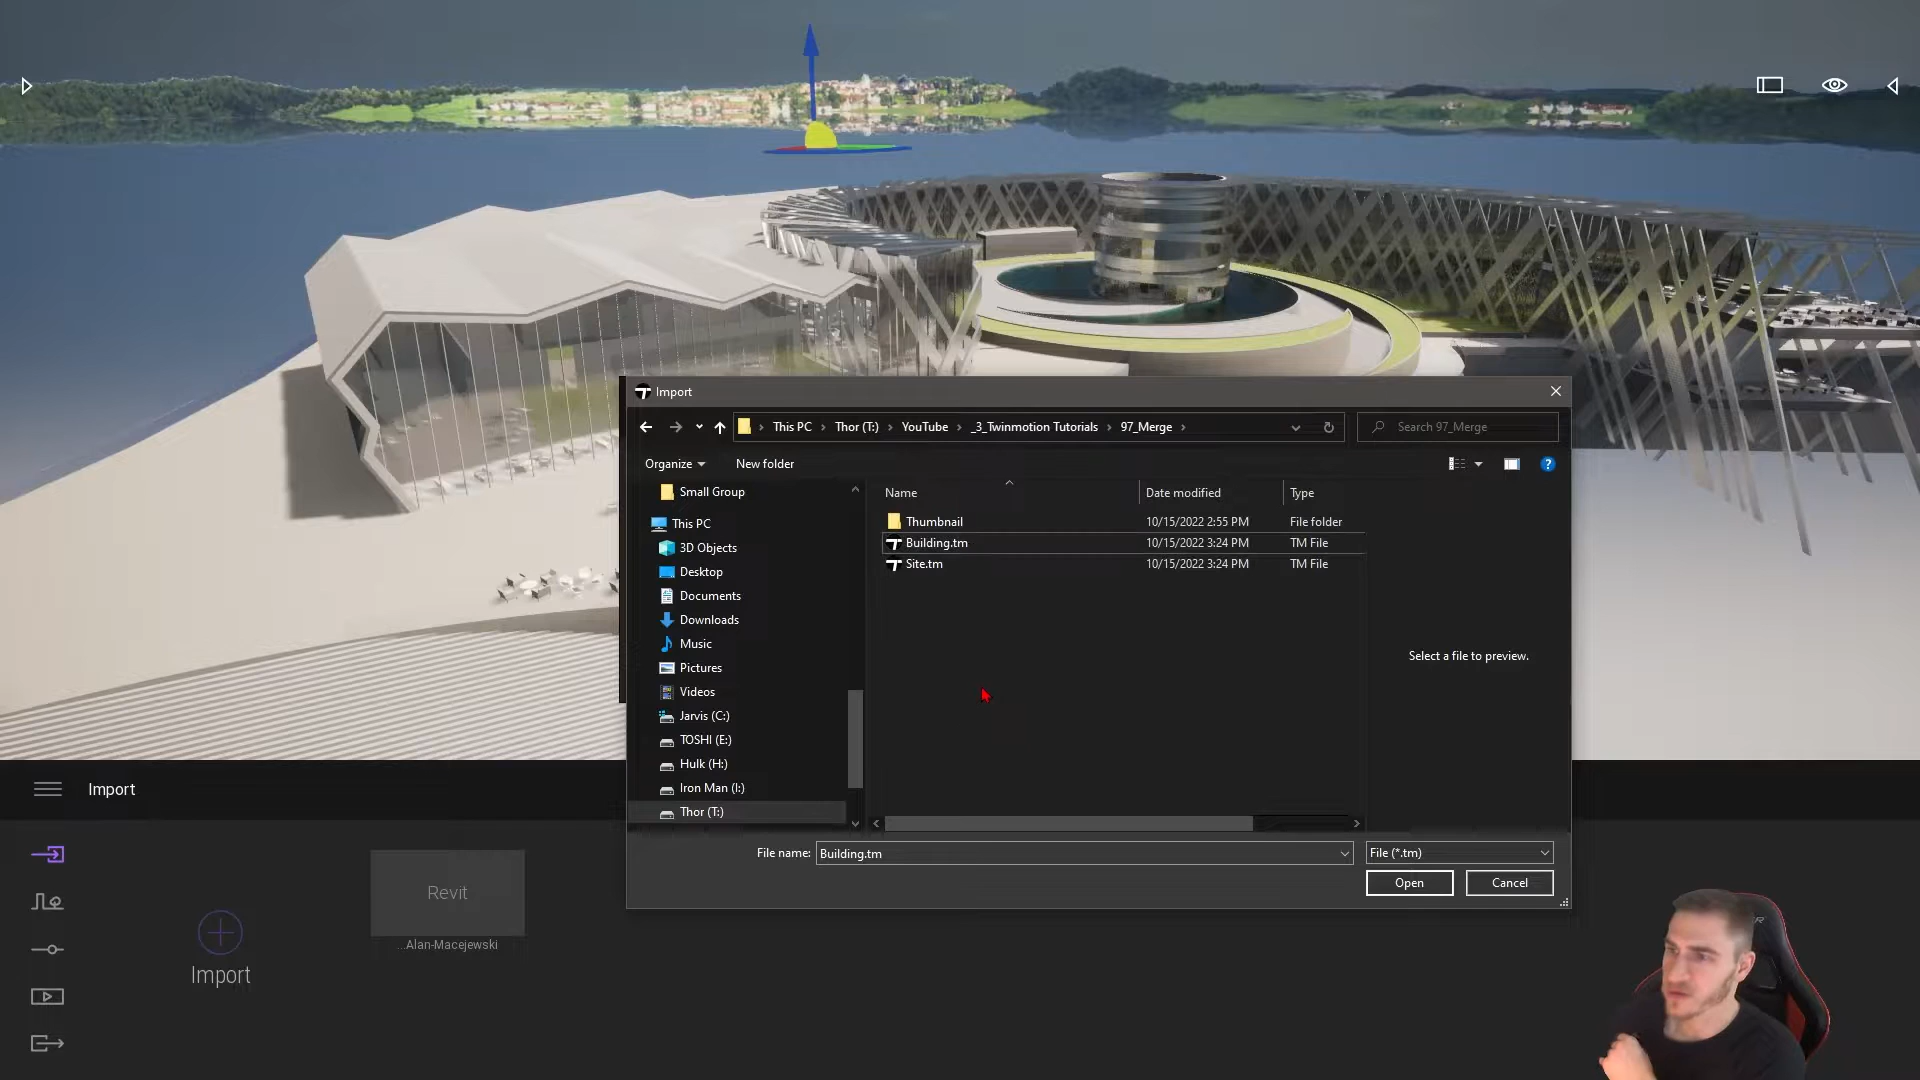 Import
This PC
Thor (T:)
YouTube
_3_Twinmotion Tutorials
97_Merge
Search 97_Merge
Organize
New folder
Small Group
This PC
3D Objects
Desktop
Documents
Downloads
Music
Pictures
Videos
Jarvis (C:)
TOSHI (E:)
Hulk (H:)
Iron Man (I:)
Thor (T:)
Name
Date modified
Type
Thumbnail
10/15/2022 2:55 PM
File folder
Building.tm
10/15/2022 3:24 PM
TM File
Site.tm
10/15/2022 3:24 PM
TM File
Select a file to preview.
File name:
Building.tm
File (*.tm)
Open
Cancel
Import
Revit
...Alan-Macejewski
Import